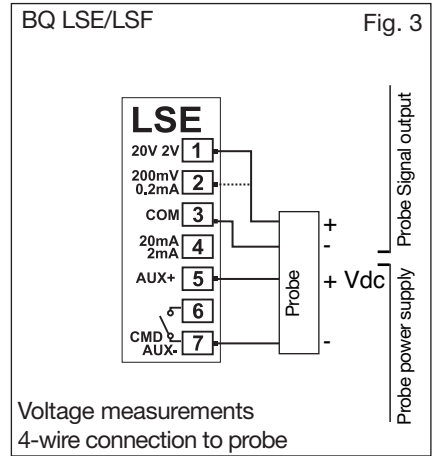 BQ LSE/LSF
Fig. 3
LSE
20V 2V 1
200mV
0.2mA 2
COM 3
20mA
2mA 4
AUX+ 5
6
CMD
AUX- 7
Probe
+
-
+ Vdc
-
Probe Signal output
Probe power supply
Voltage measurements
4-wire connection to probe